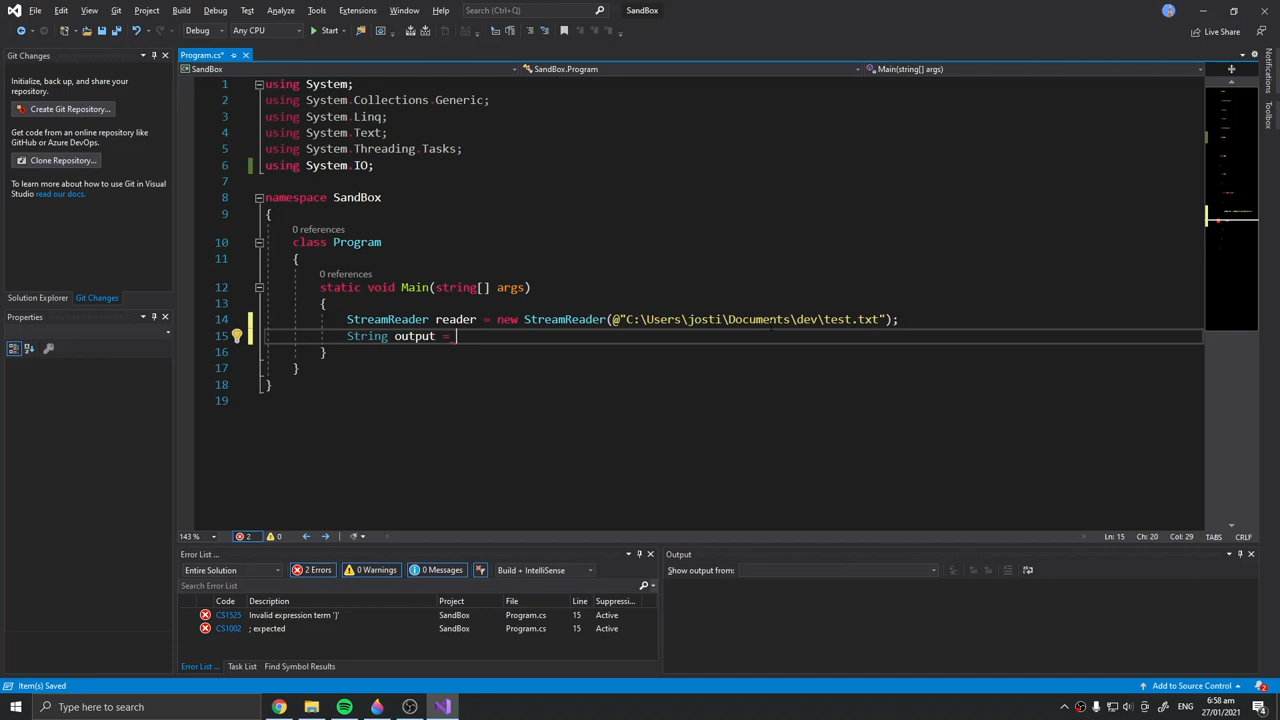 File Edit View Git Project Build Debug Test Analyze Tools Extensions Window Help Search (Ctrl+Q) SandBox
Debug Any CPU Start Live Share
Git Changes
Initialize, back up, and share your
repository.
Create Git Repository...
Get code from an online repository like
GitHub or Azure DevOps.
Clone Repository...
To learn more about how to use Git in Visual
Studio read our docs.
Solution Explorer Git Changes
Properties
Program.cs*
SandBox SandBox.Program Main(string[] args)
1 using System;
2 using System.Collections.Generic;
3 using System.Linq;
4 using System.Text;
5 using System.Threading.Tasks;
6 using System.IO;
7
8 namespace SandBox
9 {
0 references
10 class Program
11 {
0 references
12 static void Main(string[] args)
13 {
14 StreamReader reader = new StreamReader(@"C:\Users\josti\Documents\dev\test.txt");
15 String output =
16 }
17 }
18 }
19
143 % 2 0 Ln: 15 Ch: 20 Col: 29 TABS CRLF
Notifications
Toolbox
Error List ...
Entire Solution 2 Errors 0 Warnings 0 Messages Build + IntelliSense
Search Error List
Code Description Project File Line Suppressi...
CS1525 Invalid expression term '}' SandBox Program.cs 15 Active
CS1002 ; expected SandBox Program.cs 15 Active
Error List ... Task List Find Symbol Results
Output
Show output from:
Item(s) Saved Add to Source Control 2
Type here to search ENG 6:58 am
27/01/2021 4